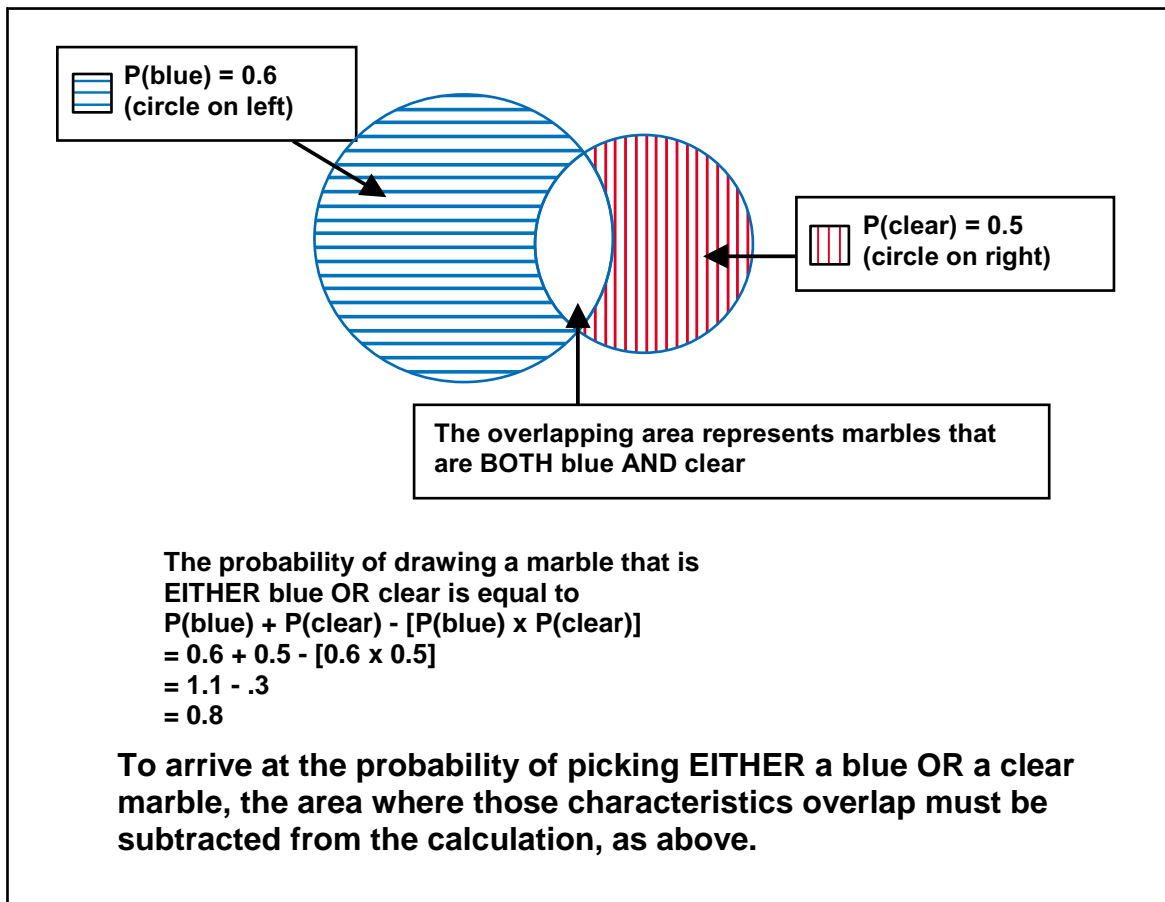 P(blue) = 0.6
(circle on left)
P(clear) = 0.5
(circle on right)
The overlapping area represents marbles that
are BOTH blue AND clear
The probability of drawing a marble that is
EITHER blue OR clear is equal to
P(blue) + P(clear) - [P(blue) x P(clear)]
= 0.6 + 0.5 - [0.6 x 0.5]
= 1.1 - .3
= 0.8
To arrive at the probability of picking EITHER a blue OR a clear
marble, the area where those characteristics overlap must be
subtracted from the calculation, as above.